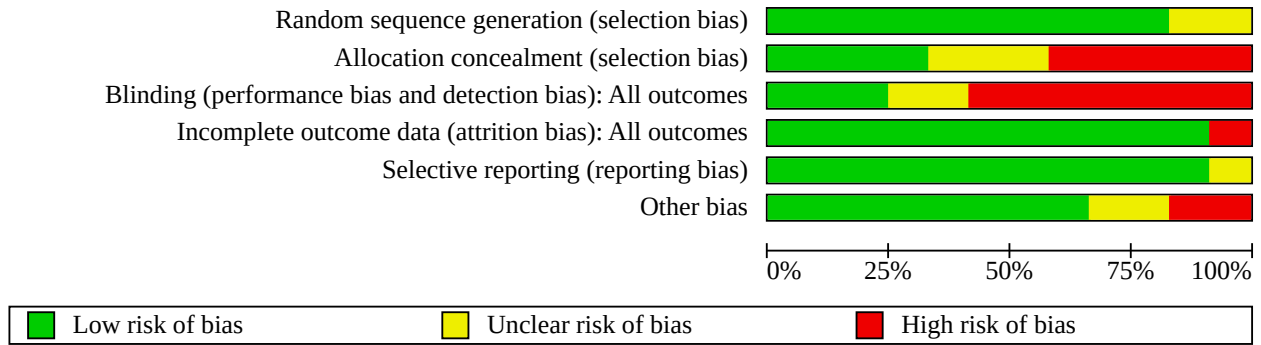 Random sequence generation (selection bias)
Allocation concealment (selection bias)
Blinding (performance bias and detection bias): All outcomes
Incomplete outcome data (attrition bias): All outcomes
Selective reporting (reporting bias)
Other bias
0% 25% 50% 75% 100%
Low risk of bias Unclear risk of bias High risk of bias